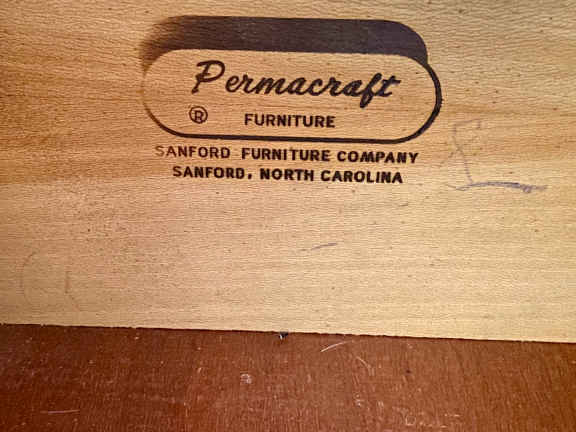 Permacraft
® FURNITURE
SANFORD FURNITURE COMPANY
SANFORD, NORTH CAROLINA